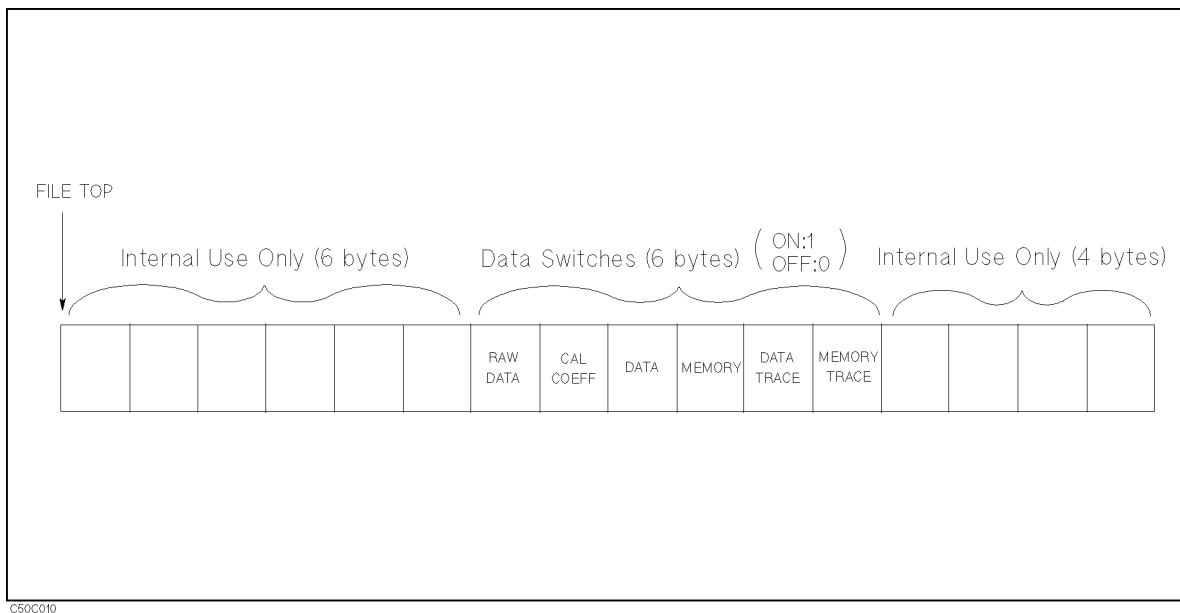 FILE TOP
Internal Use Only (6 bytes)
Data Switches (6 bytes) ( ON:1
OFF:0 )
Internal Use Only (4 bytes)
RAW
DATA
CAL
COEFF
DATA
MEMORY
DATA
TRACE
MEMORY
TRACE
C50C010